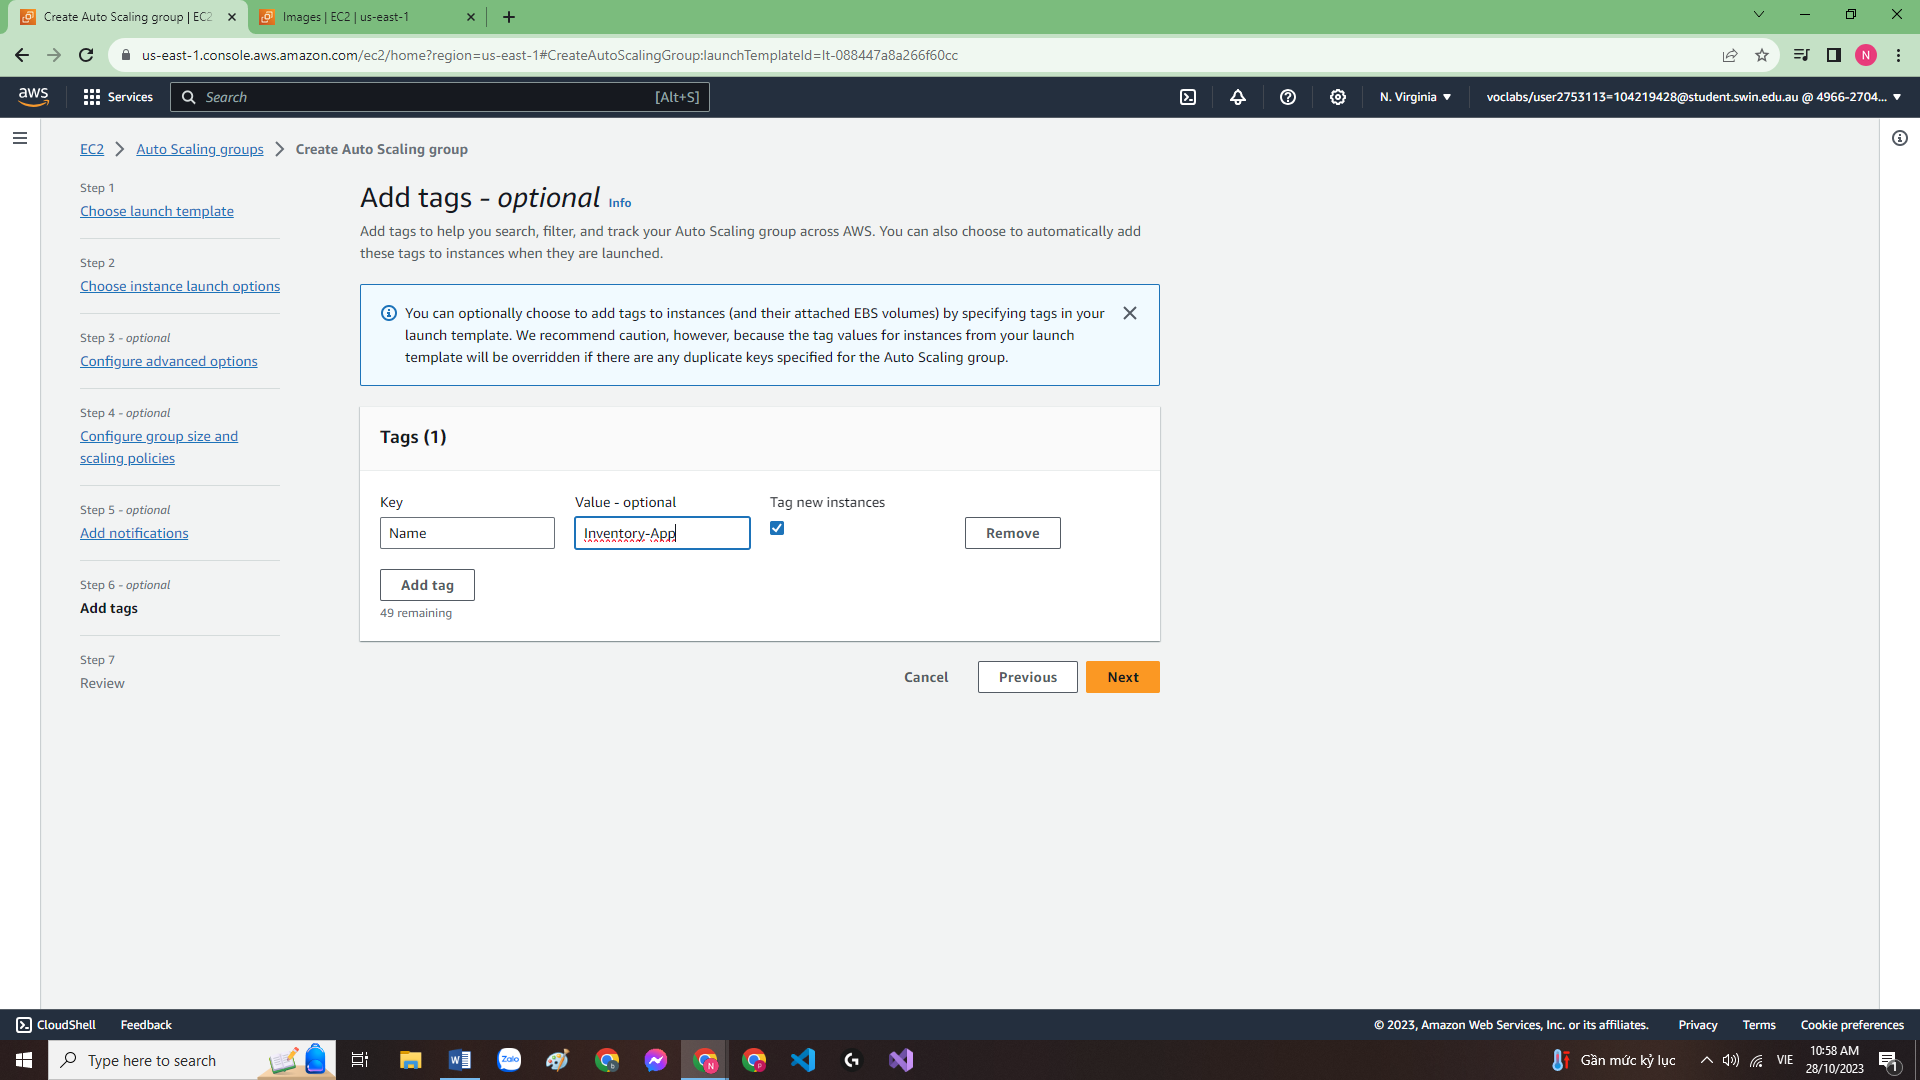 Create Auto Scaling group | EC2
Images | EC2 | us-east-1
us-east-1.console.aws.amazon.com/ec2/home?region=us-east-1#CreateAutoScalingGroup:launchTemplateId=lt-088447a8a266f60cc
N
aws
Services
Search
[Alt+S]
N. Virginia
voclabs/user2753113=104219428@student.swin.edu.au @ 4966-2704...
EC2
Auto Scaling groups
Create Auto Scaling group
Step 1
Choose launch template
Step 2
Choose instance launch options
Step 3 - optional
Configure advanced options
Step 4 - optional
Configure group size and
scaling policies
Step 5 - optional
Add notifications
Step 6 - optional
Add tags
Step 7
Review
Add tags - optional Info
Add tags to help you search, filter, and track your Auto Scaling group across AWS. You can also choose to automatically add
these tags to instances when they are launched.
You can optionally choose to add tags to instances (and their attached EBS volumes) by specifying tags in your
launch template. We recommend caution, however, because the tag values for instances from your launch
template will be overridden if there are any duplicate keys specified for the Auto Scaling group.
Tags (1)
Key
Value - optional
Tag new instances
Name
Inventory-App
Remove
Add tag
49 remaining
Cancel
Previous
Next
CloudShell
Feedback
© 2023, Amazon Web Services, Inc. or its affiliates.
Privacy
Terms
Cookie preferences
Type here to search
Zalo
Gần mức kỷ lục
VIE
10:58 AM
28/10/2023
1